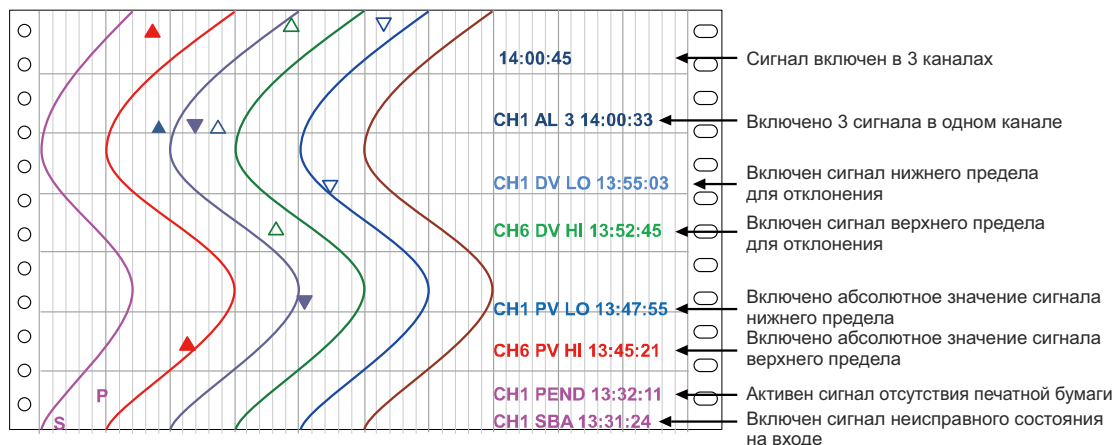 14:00:45
Сигнал включен в 3 каналах
CH1 AL 3 14:00:33
Включено 3 сигнала в одном канале
CH1 DV LO 13:55:03
Включен сигнал нижнего предела
для отклонения
CH6 DV HI 13:52:45
Включен сигнал верхнего предела
для отклонения
CH1 PV LO 13:47:55
Включено абсолютное значение сигнала
нижнего предела
CH6 PV HI 13:45:21
Включено абсолютное значение сигнала
верхнего предела
P
CH1 PEND 13:32:11
Активен сигнал отсутствия печатной бумаги
S
CH1 SBA 13:31:24
Включен сигнал неисправного состояния
на входе